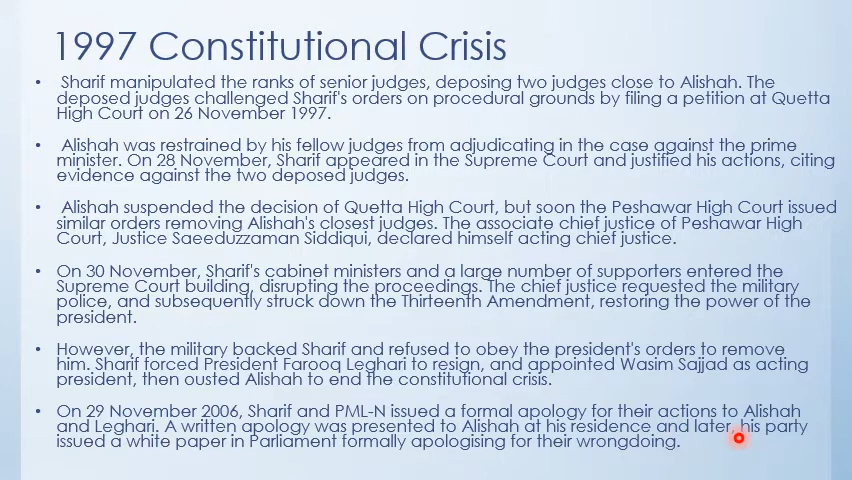 1997 Constitutional Crisis
• Sharif manipulated the ranks of senior judges, deposing two judges close to Alishah. The
deposed judges challenged Sharif's orders on procedural grounds by filing a petition at Quetta
High Court on 26 November 1997.
• Alishah was restrained by his fellow judges from adjudicating in the case against the prime
minister. On 28 November, Sharif appeared in the Supreme Court and justified his actions, citing
evidence against the two deposed judges.
• Alishah suspended the decision of Quetta High Court, but soon the Peshawar High Court issued
similar orders removing Alishah's closest judges. The associate chief justice of Peshawar High
Court, Justice Saeeduzzaman Siddiqui, declared himself acting chief justice.
• On 30 November, Sharif's cabinet ministers and a large number of supporters entered the
Supreme Court building, disrupting the proceedings. The chief justice requested the military
police, and subsequently struck down the Thirteenth Amendment, restoring the power of the
president.
• However, the military backed Sharif and refused to obey the president's orders to remove
him. Sharif forced President Farooq Leghari to resign, and appointed Wasim Sajjad as acting
president, then ousted Alishah to end the constitutional crisis.
• On 29 November 2006, Sharif and PML-N issued a formal apology for their actions to Alishah
and Leghari. A written apology was presented to Alishah at his residence and later, his party
issued a white paper in Parliament formally apologising for their wrongdoing.